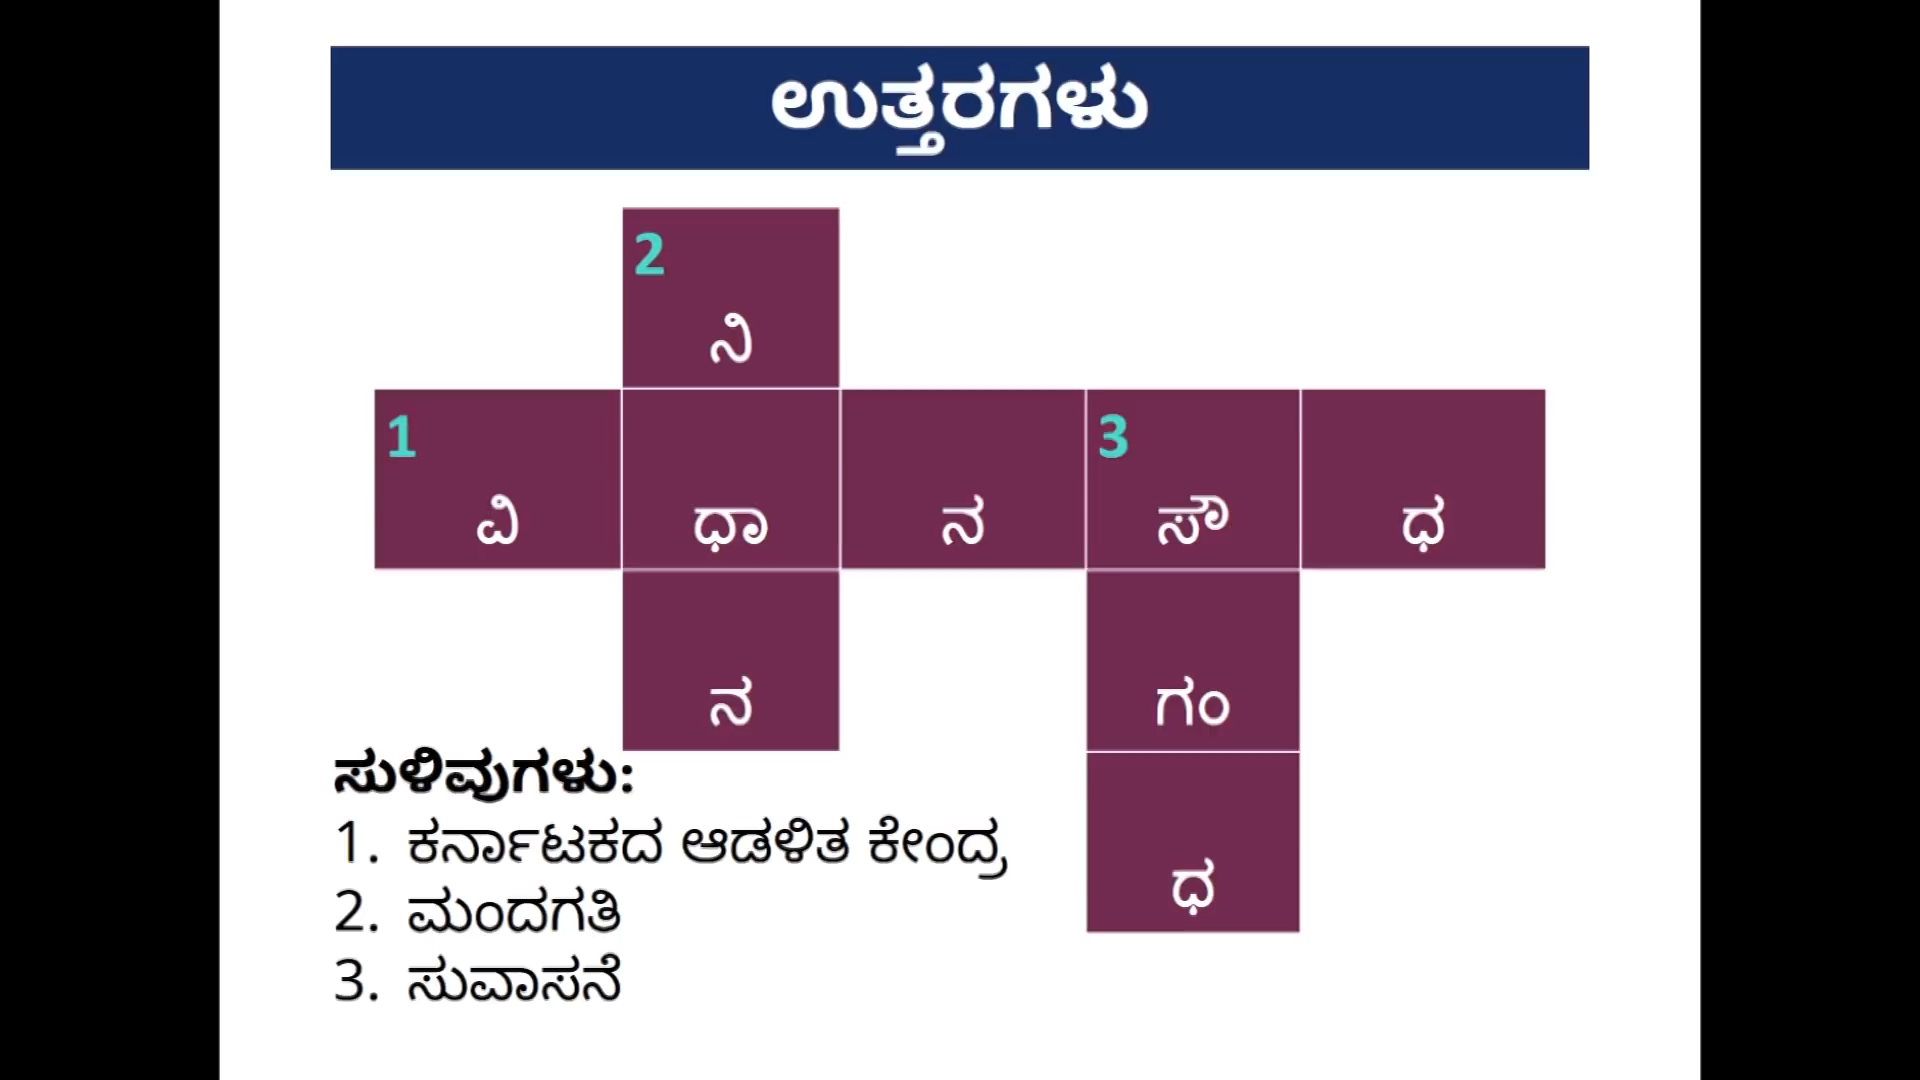 ಉತ್ತರಗಳು
2
ನಿ
1 3
ವಿ ಧಾ ನ ಸೌ ಧ
ನ ಗಂ
ಧ
ಸುಳಿವುಗಳು:
1. ಕರ್ನಾಟಕದ ಆಡಳಿತ ಕೇಂದ್ರ
2. ಮಂದಗತಿ
3. ಸುವಾಸನೆ